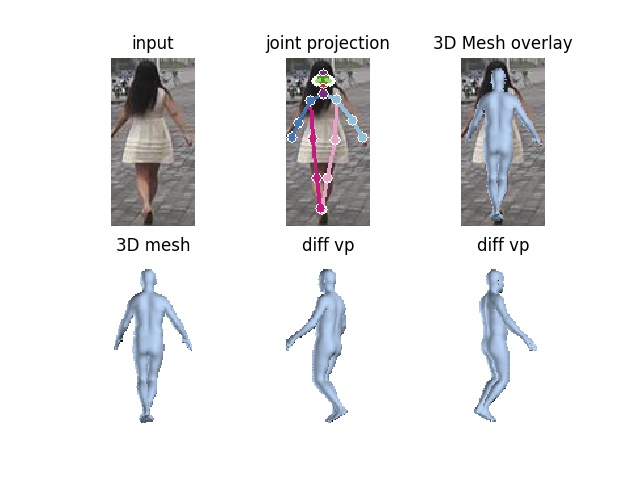 input
joint projection
3D Mesh overlay
3D mesh
diff vp
diff vp